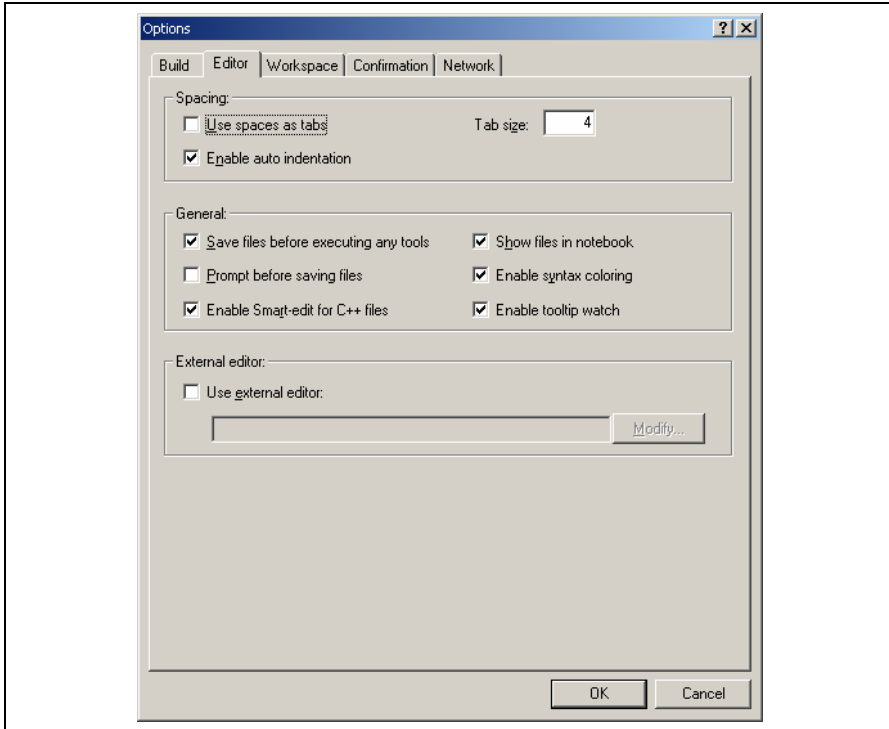 Options
Build Editor Workspace Confirmation Network
Spacing:
Use spaces as tabs Tab size: 4
Enable auto indentation
General:
Save files before executing any tools Show files in notebook
Prompt before saving files Enable syntax coloring
Enable Smart-edit for C++ files Enable tooltip watch
External editor:
Use external editor:
Modify...
OK Cancel